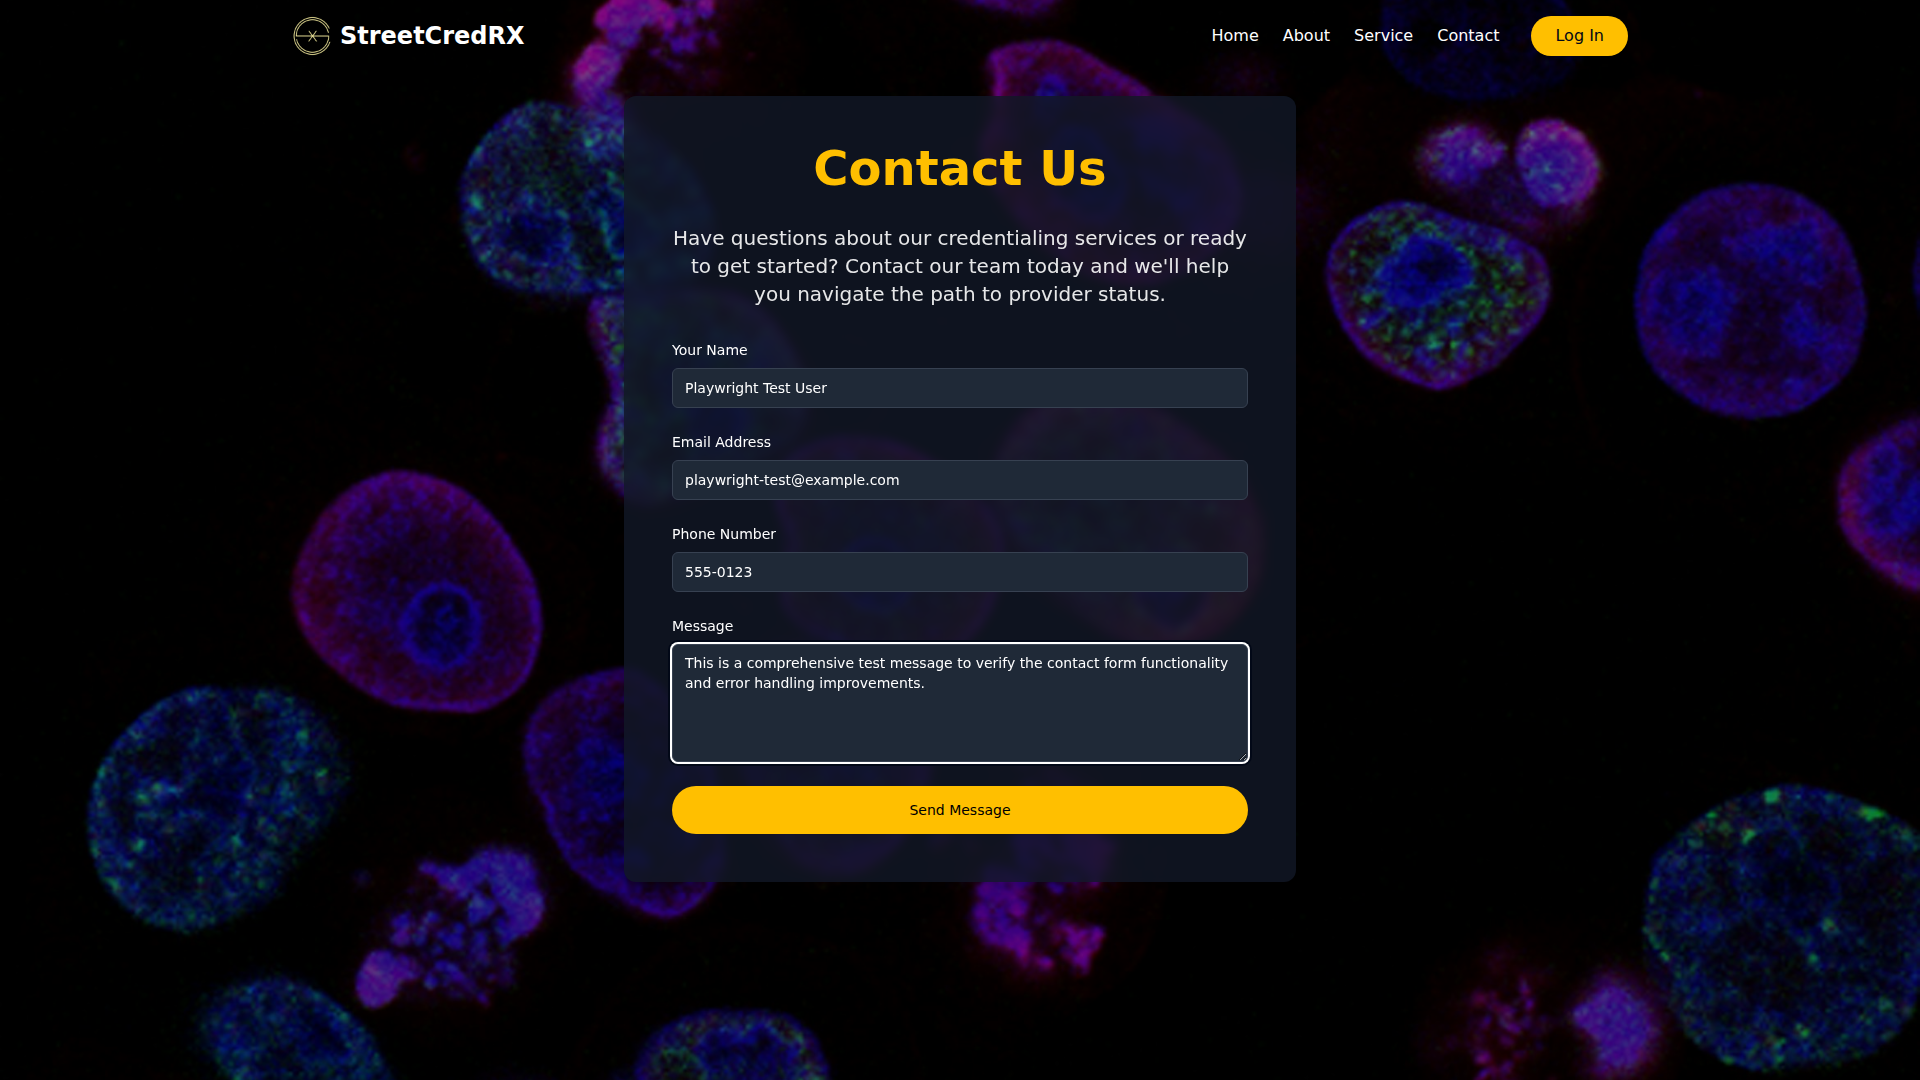 StreetCredRX
Home
About
Service
Contact
Log In
Contact Us
Have questions about our credentialing services or ready
to get started? Contact our team today and we'll help
you navigate the path to provider status.
Your Name
Playwright Test User
Email Address
playwright-test@example.com
Phone Number
555-0123
Message
This is a comprehensive test message to verify the contact form functionality
and error handling improvements.
Send Message